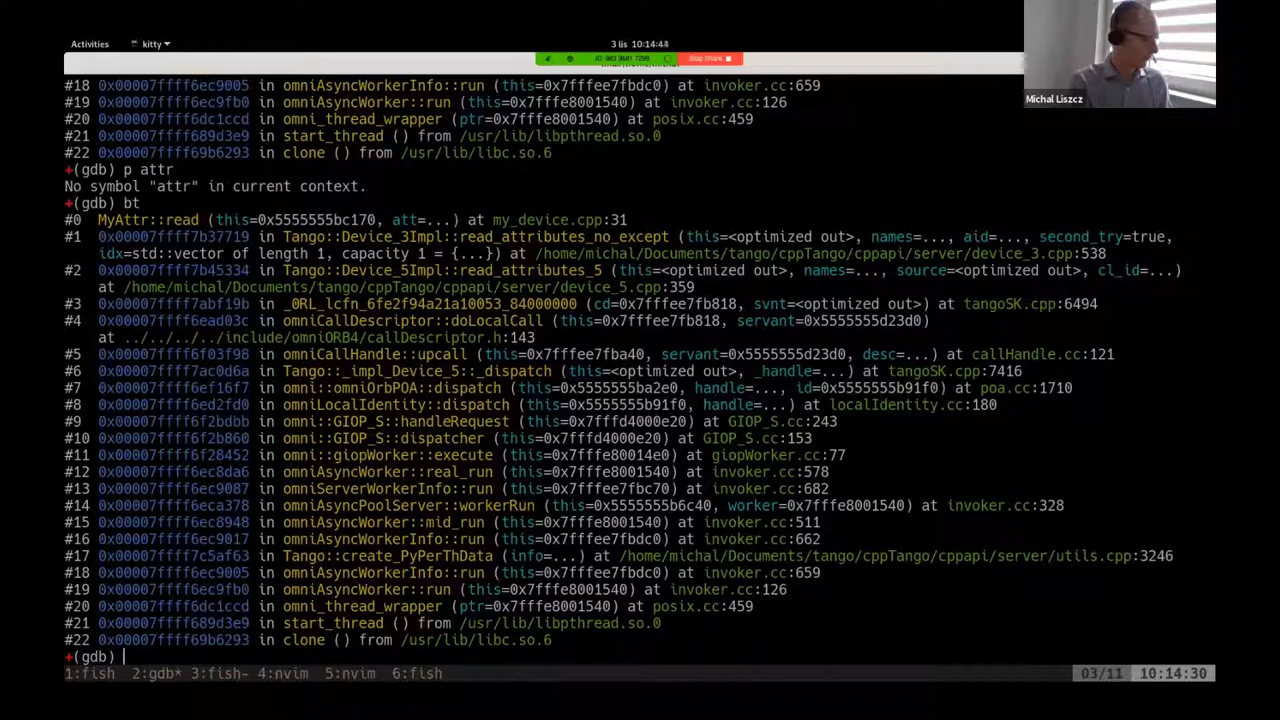 Activities kitty 3 lis 10:14:44
ID: 983 9681 7298 Stop Share
#18 0x00007ffff6ec9005 in omniAsyncWorkerInfo::run (this=0x7fffee7fbdc0) at invoker.cc:659
#19 0x00007ffff6ec9fb0 in omniAsyncWorker::run (this=0x7fffe8001540) at invoker.cc:126
#20 0x00007ffff6dc1ccd in omni_thread_wrapper (ptr=0x7fffe8001540) at posix.cc:459
#21 0x00007ffff689d3e9 in start_thread () from /usr/lib/libpthread.so.0
#22 0x00007ffff69b6293 in clone () from /usr/lib/libc.so.6
+(gdb) p attr
No symbol "attr" in current context.
+(gdb) bt
#0 MyAttr::read (this=0x5555555bc170, att=...) at my_device.cpp:31
#1 0x00007ffff7b37719 in Tango::Device_3Impl::read_attributes_no_except (this=<optimized out>, names=..., aid=..., second_try=true,
idx=std::vector of length 1, capacity 1 = {...}) at /home/michal/Documents/tango/cppTango/cppapi/server/device_3.cpp:538
#2 0x00007ffff7b45334 in Tango::Device_5Impl::read_attributes_5 (this=<optimized out>, names=..., source=<optimized out>, cl_id=...)
at /home/michal/Documents/tango/cppTango/cppapi/server/device_5.cpp:359
#3 0x00007ffff7abf19b in _0RL_lcfn_6fe2f94a21a10053_84000000 (cd=0x7fffee7fb818, svnt=<optimized out>) at tangoSK.cpp:6494
#4 0x00007ffff6ead03c in omniCallDescriptor::doLocalCall (this=0x7fffee7fb818, servant=0x5555555d23d0)
at ../../../../include/omniORB4/callDescriptor.h:143
#5 0x00007ffff6f03f98 in omniCallHandle::upcall (this=0x7fffee7fba40, servant=0x5555555d23d0, desc=...) at callHandle.cc:121
#6 0x00007ffff7ac0d6a in Tango::_impl_Device_5::_dispatch (this=<optimized out>, _handle=...) at tangoSK.cpp:7416
#7 0x00007ffff6ef16f7 in omni::omniOrbPOA::dispatch (this=0x5555555ba2e0, handle=..., id=0x5555555b91f0) at poa.cc:1710
#8 0x00007ffff6ed2fd0 in omniLocalIdentity::dispatch (this=0x5555555b91f0, handle=...) at localIdentity.cc:180
#9 0x00007ffff6f2bdbb in omni::GIOP_S::handleRequest (this=0x7fffd4000e20) at GIOP_S.cc:243
#10 0x00007ffff6f2b860 in omni::GIOP_S::dispatcher (this=0x7fffd4000e20) at GIOP_S.cc:153
#11 0x00007ffff6f28452 in omni::giopWorker::execute (this=0x7fffe80014e0) at giopWorker.cc:77
#12 0x00007ffff6ec8da6 in omniAsyncWorker::real_run (this=0x7fffe8001540) at invoker.cc:578
#13 0x00007ffff6ec9087 in omniServerWorkerInfo::run (this=0x7fffee7fbc70) at invoker.cc:682
#14 0x00007ffff6eca378 in omniAsyncPoolServer::workerRun (this=0x5555555b6c40, worker=0x7fffe8001540) at invoker.cc:328
#15 0x00007ffff6ec8948 in omniAsyncWorker::mid_run (this=0x7fffe8001540) at invoker.cc:511
#16 0x00007ffff6ec9017 in omniAsyncWorkerInfo::run (this=0x7fffee7fbdc0) at invoker.cc:662
#17 0x00007ffff7c5af63 in Tango::create_PyPerThData (info=...) at /home/michal/Documents/tango/cppTango/cppapi/server/utils.cpp:3246
#18 0x00007ffff6ec9005 in omniAsyncWorkerInfo::run (this=0x7fffee7fbdc0) at invoker.cc:659
#19 0x00007ffff6ec9fb0 in omniAsyncWorker::run (this=0x7fffe8001540) at invoker.cc:126
#20 0x00007ffff6dc1ccd in omni_thread_wrapper (ptr=0x7fffe8001540) at posix.cc:459
#21 0x00007ffff689d3e9 in start_thread () from /usr/lib/libpthread.so.0
#22 0x00007ffff69b6293 in clone () from /usr/lib/libc.so.6
+(gdb)
1:fish 2:gdb* 3:fish- 4:nvim 5:nvim 6:fish 03/11 10:14:30
Michal Liszcz